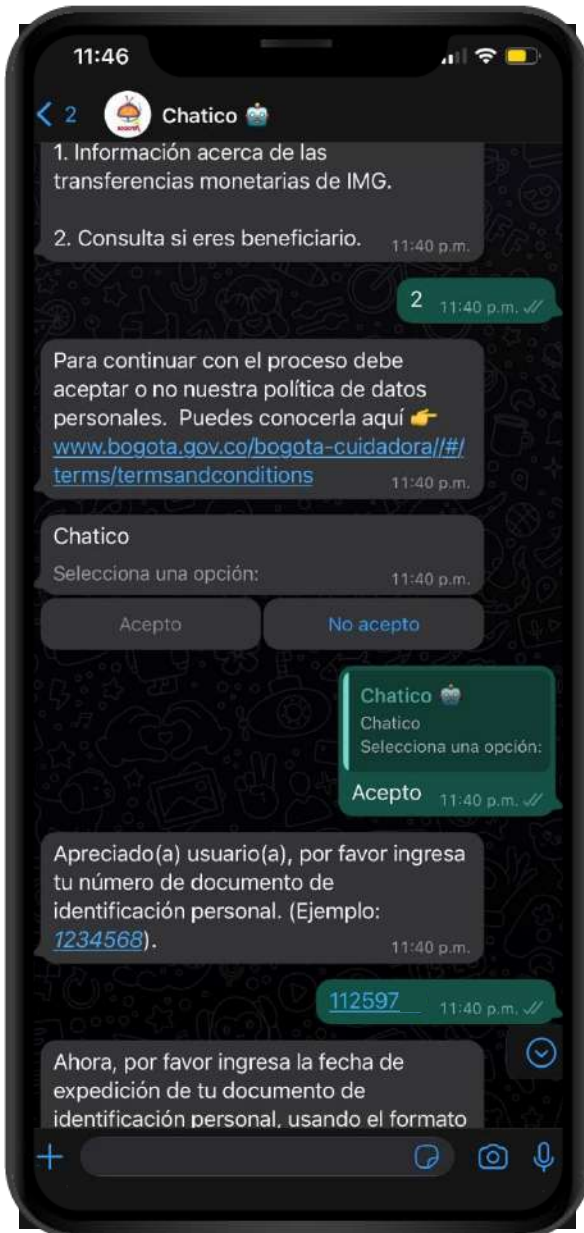 11:46
2
Chatico 🤖
1. Información acerca de las
transferencias monetarias de IMG.
2. Consulta si eres beneficiario.
11:40 p.m.
2
11:40 p.m.
Para continuar con el proceso debe
aceptar o no nuestra política de datos
personales. Puedes conocerla aquí 👉
www.bogota.gov.co/bogota-cuidadora//#/
terms/termsandconditions
11:40 p.m.
Chatico
Selecciona una opción:
11:40 p.m.
Acepto
No acepto
Chatico 🤖
Chatico
Selecciona una opción:
Acepto
11:40 p.m.
Apreciado(a) usuario(a), por favor ingresa
tu número de documento de
identificación personal. (Ejemplo:
1234568).
11:40 p.m.
112597
11:40 p.m.
Ahora, por favor ingresa la fecha de
expedición de tu documento de
identificación personal, usando el formato